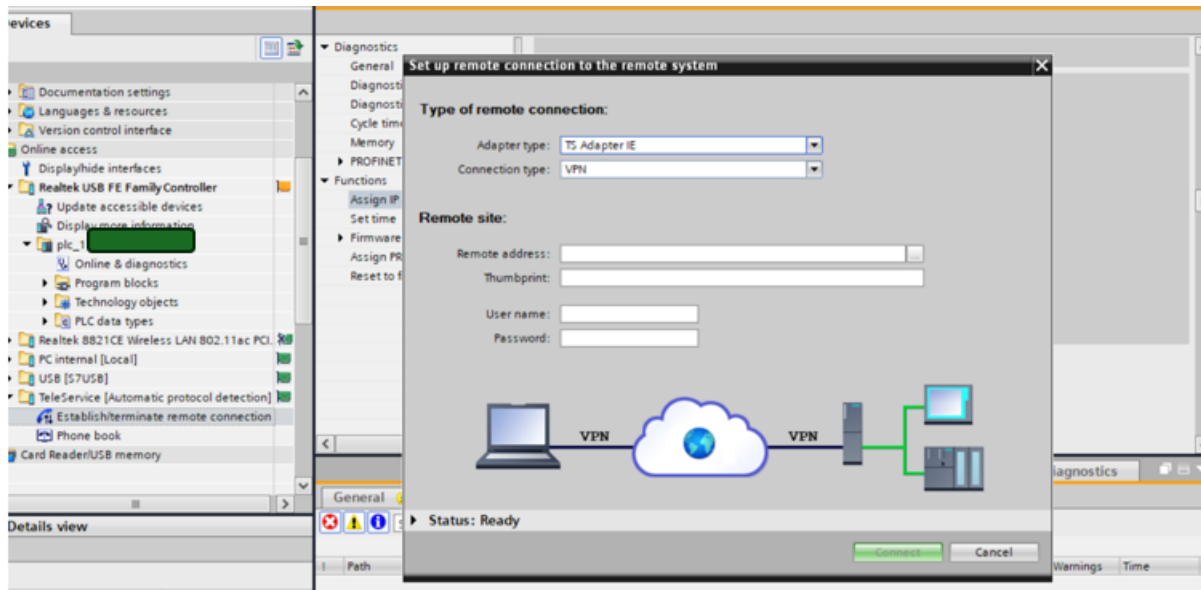 evices
Documentation settings
Languages & resources
Version control interface
Online access
Display/hide interfaces
Realtek USB FE Family Controller
Update accessible devices
Display more information
plc_1
Online & diagnostics
Program blocks
Technology objects
PLC data types
Realtek 8821CE Wireless LAN 802.11ac PCI.
PC internal [Local]
USB [S7USB]
TeleService [Automatic protocol detection]
Establish/terminate remote connection
Phone book
Card Reader/USB memory
Details view
Diagnostics
General
Diagnosti
Diagnosti
Cycle time
Memory
PROFINET
Functions
Assign IP
Set time
Firmware
Assign PR
Reset to f
Set up remote connection to the remote system
Type of remote connection:
Adapter type: TS Adapter IE
Connection type: VPN
Remote site:
Remote address: ...
Thumbprint:
User name:
Password:
VPN VPN
Status: Ready
Connect Cancel
iagnostics
General
! Path
Warnings Time